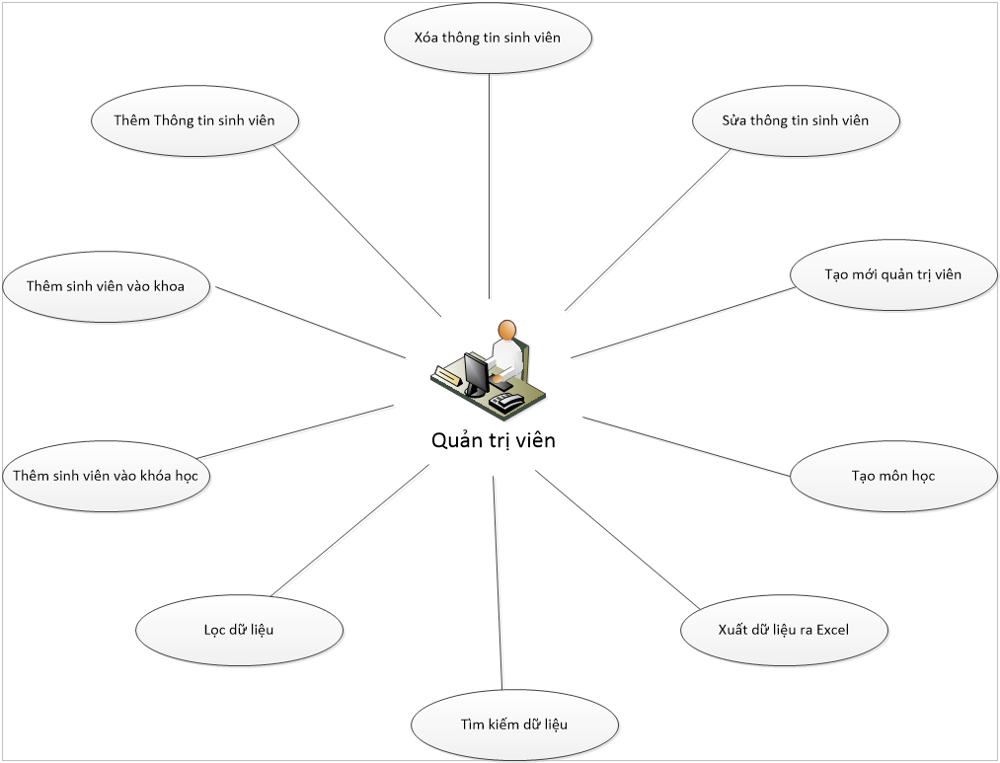 Xóa thông tin sinh viên
Thêm Thông tin sinh viên
Sửa thông tin sinh viên
Thêm sinh viên vào khoa
Tạo mới quản trị viên
Quản trị viên
Thêm sinh viên vào khóa học
Tạo môn học
Lọc dữ liệu
Xuất dữ liệu ra Excel
Tìm kiếm dữ liệu